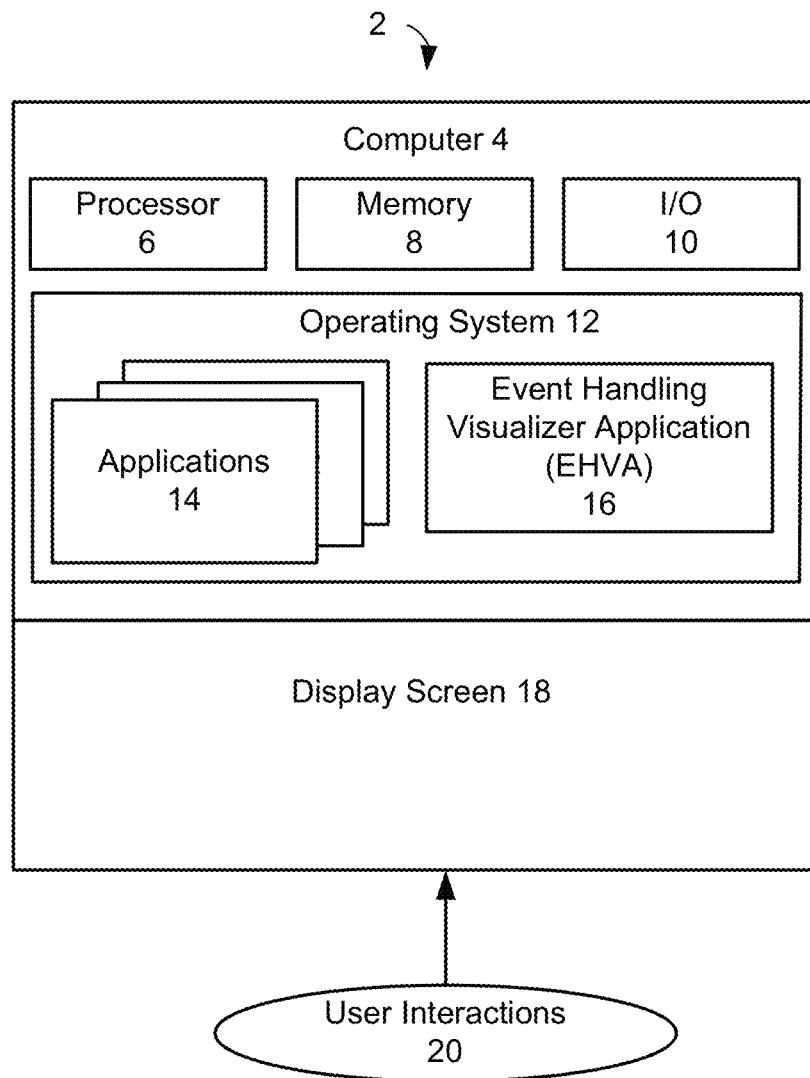 2
Computer 4
Processor
6
Memory
8
I/O
10
Operating System 12
Applications
14
Event Handling
Visualizer Application
(EHVA)
16
Display Screen 18
User Interactions
20